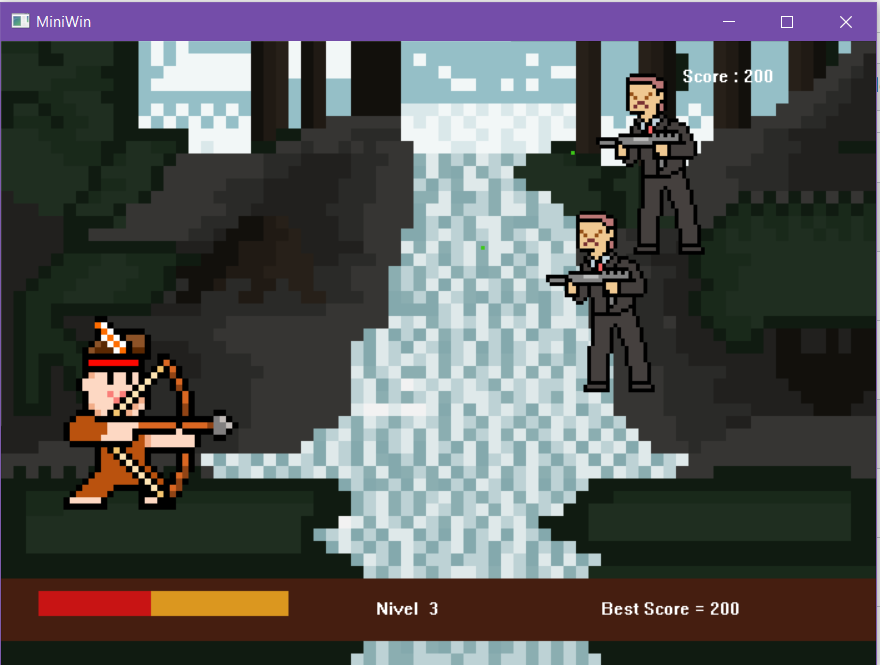 MiniWin
Score : 200
Nivel 3
Best Score = 200